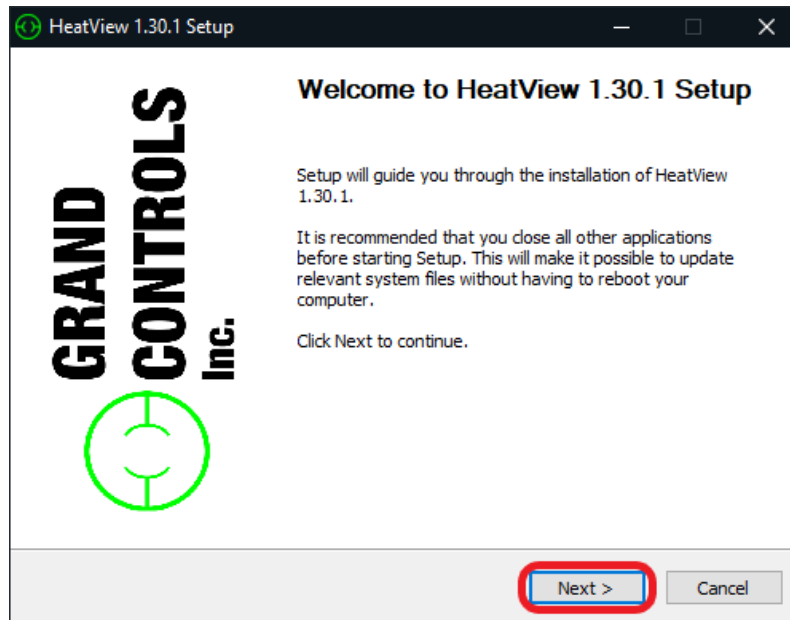 HeatView 1.30.1 Setup
GRAND
CONTROLS
Inc.
Welcome to HeatView 1.30.1 Setup
Setup will guide you through the installation of HeatView
1.30.1.
It is recommended that you close all other applications
before starting Setup. This will make it possible to update
relevant system files without having to reboot your
computer.
Click Next to continue.
Next >
Cancel